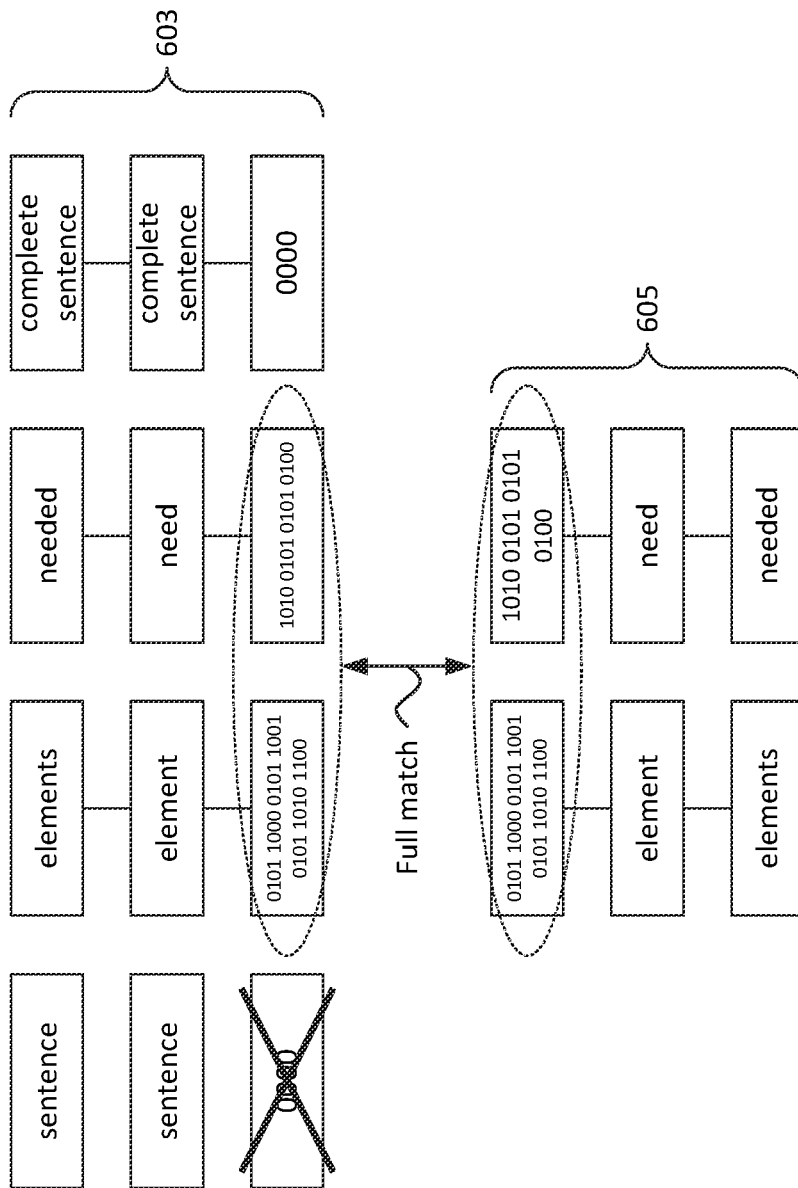 sentence
elements
needed
compleete
sentence
603
sentence
element
need
complete
sentence
0000
0101 1000 0101 1001
0101 1010 1100
1010 0101 0101 0100
0000
Full match
0101 1000 0101 1001
0101 1010 1100
1010 0101 0101
0100
605
element
need
elements
needed